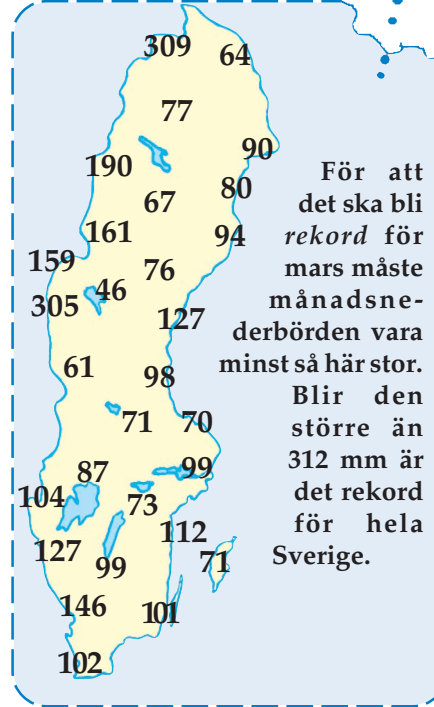 309
64
77
190
90
80
67
161
94
159
76
46
305
127
61
98
71
70
87
99
104
73
112
127
99
71
146
101
102
För att
det ska bli
rekord för
mars måste
månadsne-
derbörden vara
minst så här stor.
Blir den
större än
312 mm är
det rekord
för hela
Sverige.